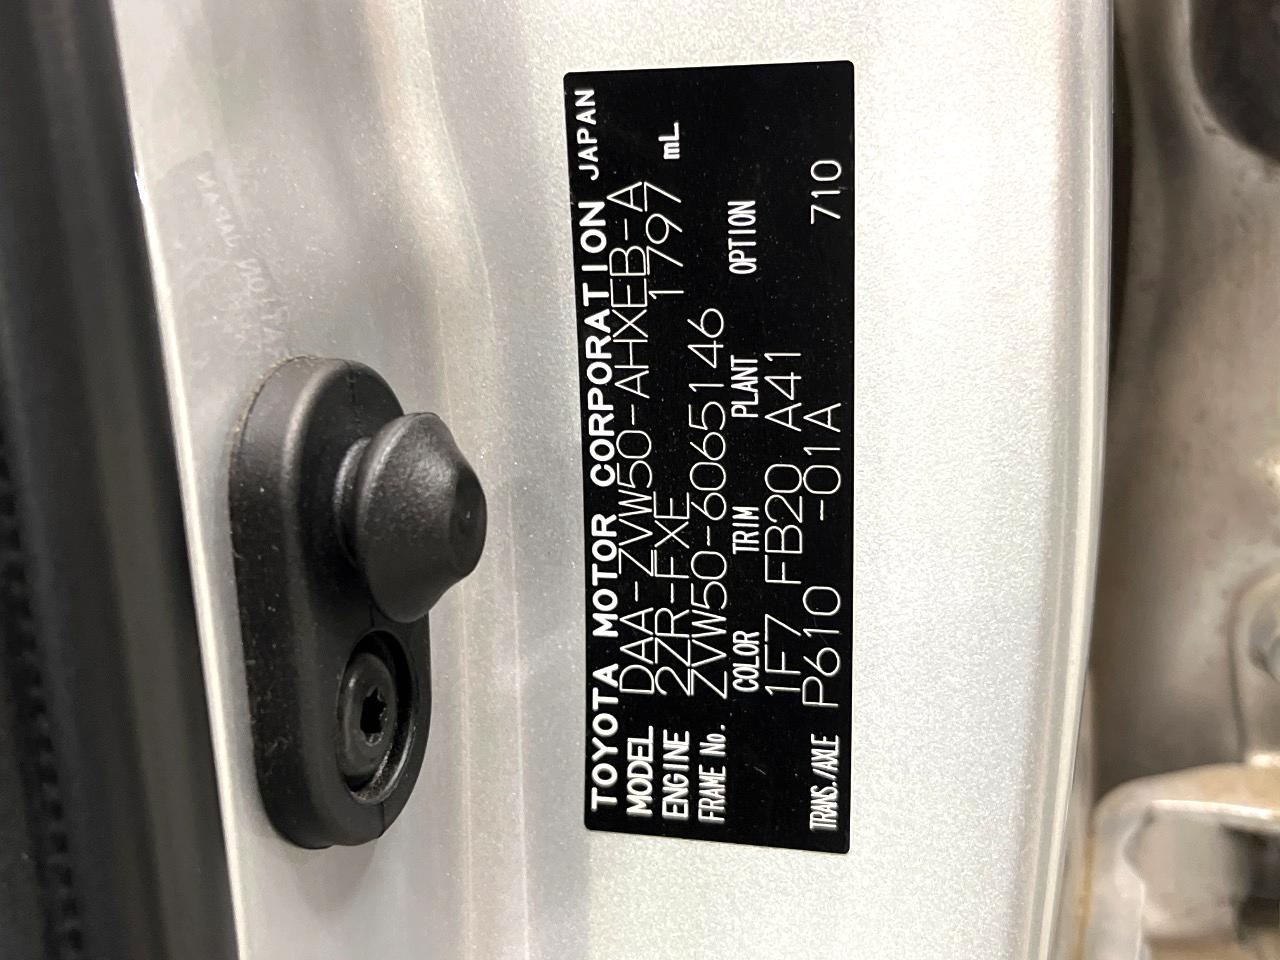 TOYOTA MOTOR CORPORATION JAPAN
MODEL DAA-ZVW50-AHXEB-A
ENGINE 2ZR-FXE 1797 mL
FRAME No. ZVW50-6065146
COLOR TRIM PLANT OPTION
1F7 FB20 A41
TRANS./AXLE P610 -01A 710